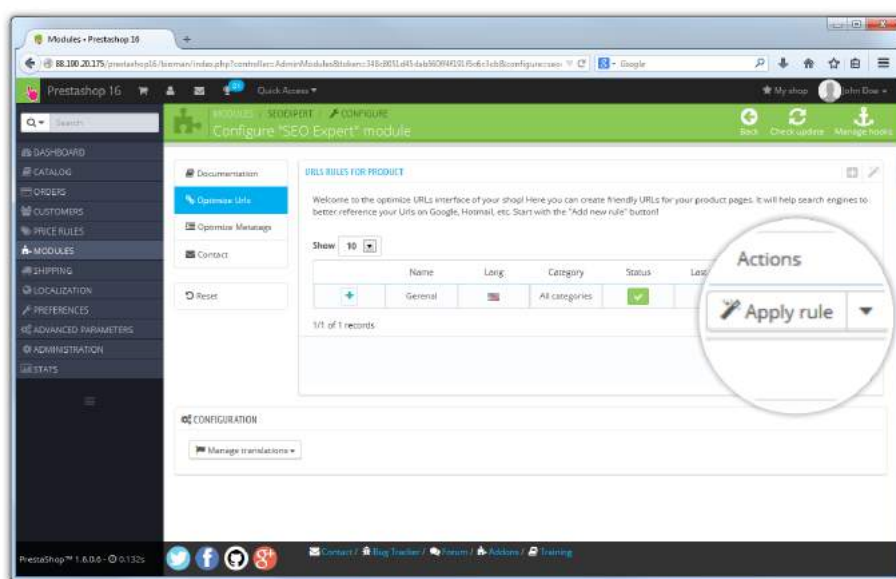 Modules • Prestashop 16
Google
Prestashop 16
Quick Access
My shop
John Doe
Search
MODULES / SEOEXPERT / CONFIGURE
Configure "SEO Expert" module
Back
Check update
Manage hooks
DASHBOARD
CATALOG
ORDERS
CUSTOMERS
PRICE RULES
MODULES
SHIPPING
LOCALIZATION
PREFERENCES
ADVANCED PARAMETERS
ADMINISTRATION
STATS
Documentation
Optimize Urls
Optimize Metatags
Contact
Reset
URLS RULES FOR PRODUCT
Welcome to the optimize URLs interface of your shop! Here you can create friendly URLs for your product pages. It will help search engines to
better reference your Urls on Google, Hotmail, etc. Start with the "Add new rule" button!
Show 10
Name Lang Category Status
General All categories
1/1 of 1 records
Actions
Apply rule
CONFIGURATION
Manage translations
PrestaShop™ 1.6.0.6 - 0.132s
Contact / Bug Tracker / Forum / Addons / Training